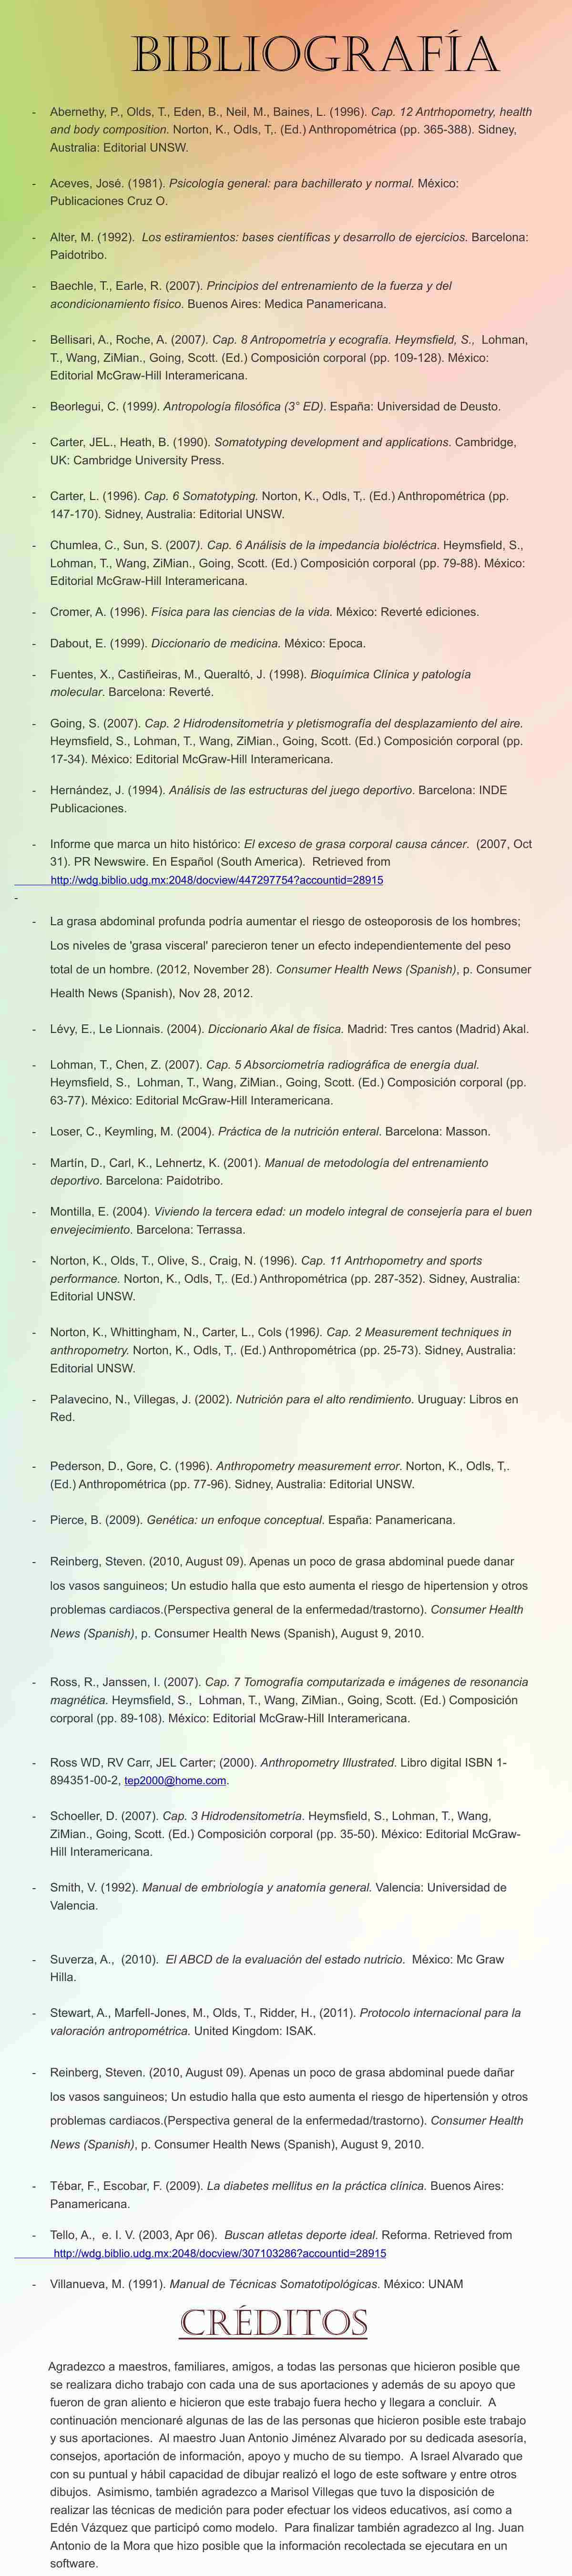 BIBLIOGRAFÍA
- Abernethy, P., Olds, T., Eden, B., Neil, M., Baines, L. (1996). Cap. 12 Antrhopometry, health
and body composition. Norton, K., Odls, T,. (Ed.) Anthropométrica (pp. 365-388). Sidney,
Australia: Editorial UNSW.
- Aceves, José. (1981). Psicología general: para bachillerato y normal. México:
Publicaciones Cruz O.
- Alter, M. (1992). Los estiramientos: bases científicas y desarrollo de ejercicios. Barcelona:
Paidotribo.
- Baechle, T., Earle, R. (2007). Principios del entrenamiento de la fuerza y del
acondicionamiento físico. Buenos Aires: Medica Panamericana.
- Bellisari, A., Roche, A. (2007). Cap. 8 Antropometría y ecografía. Heymsfield, S., Lohman,
T., Wang, ZiMian., Going, Scott. (Ed.) Composición corporal (pp. 109-128). México:
Editorial McGraw-Hill Interamericana.
- Beorlegui, C. (1999). Antropología filosófica (3° ED). España: Universidad de Deusto.
- Carter, JEL., Heath, B. (1990). Somatotyping development and applications. Cambridge,
UK: Cambridge University Press.
- Carter, L. (1996). Cap. 6 Somatotyping. Norton, K., Odls, T,. (Ed.) Anthropométrica (pp.
147-170). Sidney, Australia: Editorial UNSW.
- Chumlea, C., Sun, S. (2007). Cap. 6 Análisis de la impedancia bioléctrica. Heymsfield, S.,
Lohman, T., Wang, ZiMian., Going, Scott. (Ed.) Composición corporal (pp. 79-88). México:
Editorial McGraw-Hill Interamericana.
- Cromer, A. (1996). Física para las ciencias de la vida. México: Reverté ediciones.
- Dabout, E. (1999). Diccionario de medicina. México: Epoca.
- Fuentes, X., Castiñeiras, M., Queraltó, J. (1998). Bioquímica Clínica y patología
molecular. Barcelona: Reverté.
- Going, S. (2007). Cap. 2 Hidrodensitometría y pletismografía del desplazamiento del aire.
Heymsfield, S., Lohman, T., Wang, ZiMian., Going, Scott. (Ed.) Composición corporal (pp.
17-34). México: Editorial McGraw-Hill Interamericana.
- Hernández, J. (1994). Análisis de las estructuras del juego deportivo. Barcelona: INDE
Publicaciones.
- Informe que marca un hito histórico: El exceso de grasa corporal causa cáncer. (2007, Oct
31). PR Newswire. En Español (South America). Retrieved from
http://wdg.biblio.udg.mx:2048/docview/447297754?accountid=28915
-
- La grasa abdominal profunda podría aumentar el riesgo de osteoporosis de los hombres;
Los niveles de 'grasa visceral' parecieron tener un efecto independientemente del peso
total de un hombre. (2012, November 28). Consumer Health News (Spanish), p. Consumer
Health News (Spanish), Nov 28, 2012.
- Lévy, E., Le Lionnais. (2004). Diccionario Akal de física. Madrid: Tres cantos (Madrid) Akal.
- Lohman, T., Chen, Z. (2007). Cap. 5 Absorciometría radiográfica de energía dual.
Heymsfield, S., Lohman, T., Wang, ZiMian., Going, Scott. (Ed.) Composición corporal (pp.
63-77). México: Editorial McGraw-Hill Interamericana.
- Loser, C., Keymling, M. (2004). Práctica de la nutrición enteral. Barcelona: Masson.
- Martín, D., Carl, K., Lehnertz, K. (2001). Manual de metodología del entrenamiento
deportivo. Barcelona: Paidotribo.
- Montilla, E. (2004). Viviendo la tercera edad: un modelo integral de consejería para el buen
envejecimiento. Barcelona: Terrassa.
- Norton, K., Olds, T., Olive, S., Craig, N. (1996). Cap. 11 Antrhopometry and sports
performance. Norton, K., Odls, T,. (Ed.) Anthropométrica (pp. 287-352). Sidney, Australia:
Editorial UNSW.
- Norton, K., Whittingham, N., Carter, L., Cols (1996). Cap. 2 Measurement techniques in
anthropometry. Norton, K., Odls, T,. (Ed.) Anthropométrica (pp. 25-73). Sidney, Australia:
Editorial UNSW.
- Palavecino, N., Villegas, J. (2002). Nutrición para el alto rendimiento. Uruguay: Libros en
Red.
- Pederson, D., Gore, C. (1996). Anthropometry measurement error. Norton, K., Odls, T,.
(Ed.) Anthropométrica (pp. 77-96). Sidney, Australia: Editorial UNSW.
- Pierce, B. (2009). Genética: un enfoque conceptual. España: Panamericana.
- Reinberg, Steven. (2010, August 09). Apenas un poco de grasa abdominal puede danar
los vasos sanguineos; Un estudio halla que esto aumenta el riesgo de hipertension y otros
problemas cardiacos.(Perspectiva general de la enfermedad/trastorno). Consumer Health
News (Spanish), p. Consumer Health News (Spanish), August 9, 2010.
- Ross, R., Janssen, I. (2007). Cap. 7 Tomografía computarizada e imágenes de resonancia
magnética. Heymsfield, S., Lohman, T., Wang, ZiMian., Going, Scott. (Ed.) Composición
corporal (pp. 89-108). México: Editorial McGraw-Hill Interamericana.
- Ross WD, RV Carr, JEL Carter; (2000). Anthropometry Illustrated. Libro digital ISBN 1-
894351-00-2, tep2000@home.com.
- Schoeller, D. (2007). Cap. 3 Hidrodensitometría. Heymsfield, S., Lohman, T., Wang,
ZiMian., Going, Scott. (Ed.) Composición corporal (pp. 35-50). México: Editorial McGraw-
Hill Interamericana.
- Smith, V. (1992). Manual de embriología y anatomía general. Valencia: Universidad de
Valencia.
- Suverza, A., (2010). El ABCD de la evaluación del estado nutricio. México: Mc Graw
Hilla.
- Stewart, A., Marfell-Jones, M., Olds, T., Ridder, H., (2011). Protocolo internacional para la
valoración antropométrica. United Kingdom: ISAK.
- Reinberg, Steven. (2010, August 09). Apenas un poco de grasa abdominal puede dañar
los vasos sanguineos; Un estudio halla que esto aumenta el riesgo de hipertensión y otros
problemas cardiacos.(Perspectiva general de la enfermedad/trastorno). Consumer Health
News (Spanish), p. Consumer Health News (Spanish), August 9, 2010.
- Tébar, F., Escobar, F. (2009). La diabetes mellitus en la práctica clínica. Buenos Aires:
Panamericana.
- Tello, A., e. I. V. (2003, Apr 06). Buscan atletas deporte ideal. Reforma. Retrieved from
http://wdg.biblio.udg.mx:2048/docview/307103286?accountid=28915
- Villanueva, M. (1991). Manual de Técnicas Somatotipológicas. México: UNAM
CRÉDITOS
Agradezco a maestros, familiares, amigos, a todas las personas que hicieron posible que
se realizara dicho trabajo con cada una de sus aportaciones y además de su apoyo que
fueron de gran aliento e hicieron que este trabajo fuera hecho y llegara a concluir. A
continuación mencionaré algunas de las de las personas que hicieron posible este trabajo
y sus aportaciones. Al maestro Juan Antonio Jiménez Alvarado por su dedicada asesoría,
consejos, aportación de información, apoyo y mucho de su tiempo. A Israel Alvarado que
con su puntual y hábil capacidad de dibujar realizó el logo de este software y entre otros
dibujos. Asimismo, también agradezco a Marisol Villegas que tuvo la disposición de
realizar las técnicas de medición para poder efectuar los videos educativos, así como a
Edén Vázquez que participó como modelo. Para finalizar también agradezco al Ing. Juan
Antonio de la Mora que hizo posible que la información recolectada se ejecutara en un
software.